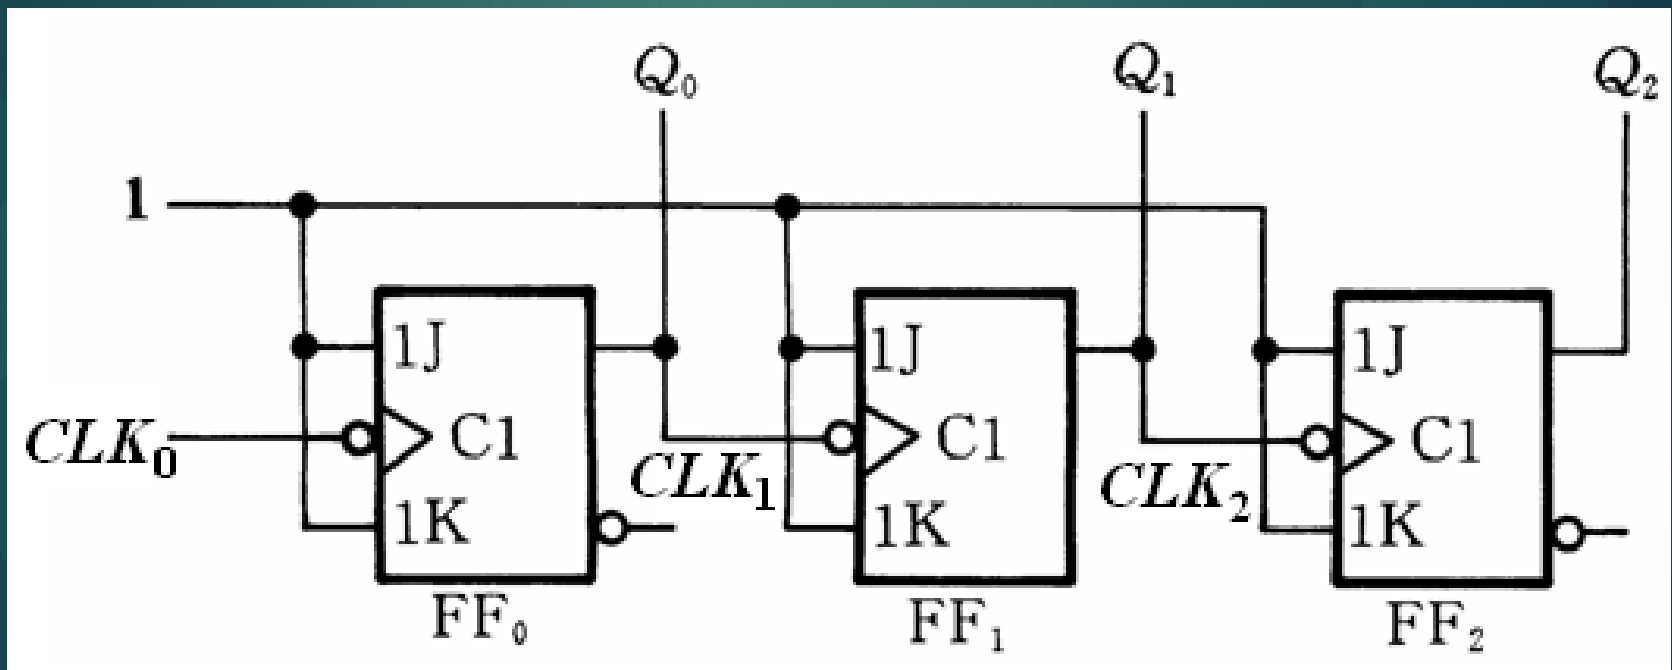 Q₀ Q₁ Q₂
1
1J 1J 1J
CLK₀ C1 CLK₁ C1 CLK₂ C1
1K 1K 1K
FF₀ FF₁ FF₂